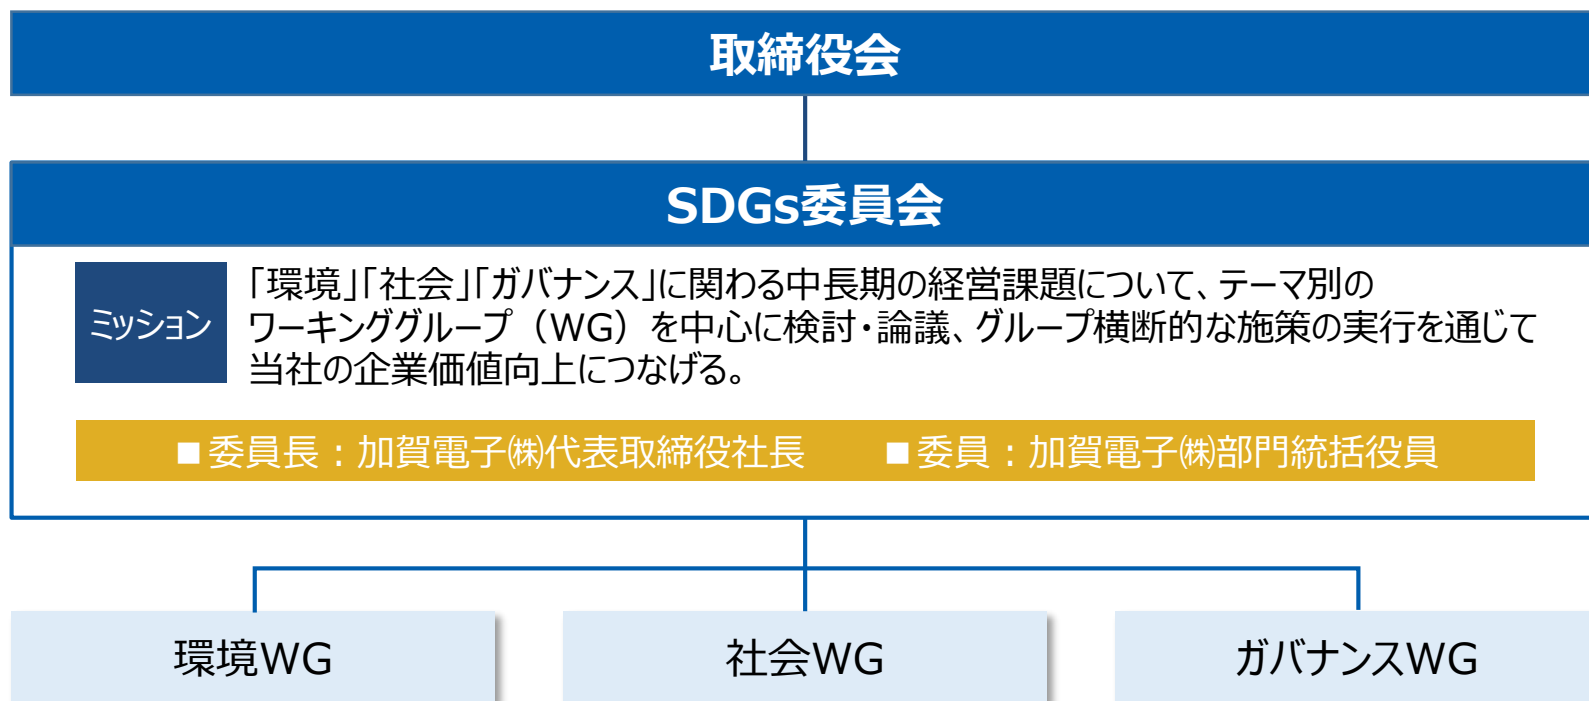 取締役会
SDGs委員会
ミッション
「環境」「社会」「ガバナンス」に関わる中長期の経営課題について、テーマ別の
ワーキンググループ（WG）を中心に検討・論議、グループ横断的な施策の実行を通じて
当社の企業価値向上につなげる。
■委員長：加賀電子㈱代表取締役社長　■委員：加賀電子㈱部門統括役員
環境WG
社会WG
ガバナンスWG